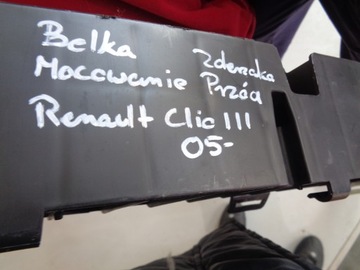 Belka Zderzaka
Mocowanie Przód
Renault Clio III
05-